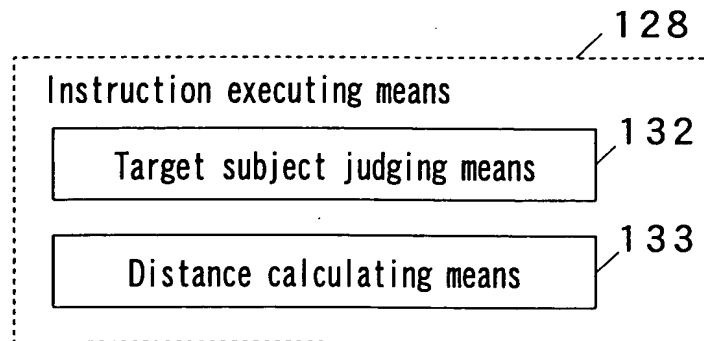 128
Instruction executing means
132
Target subject judging means
133
Distance calculating means